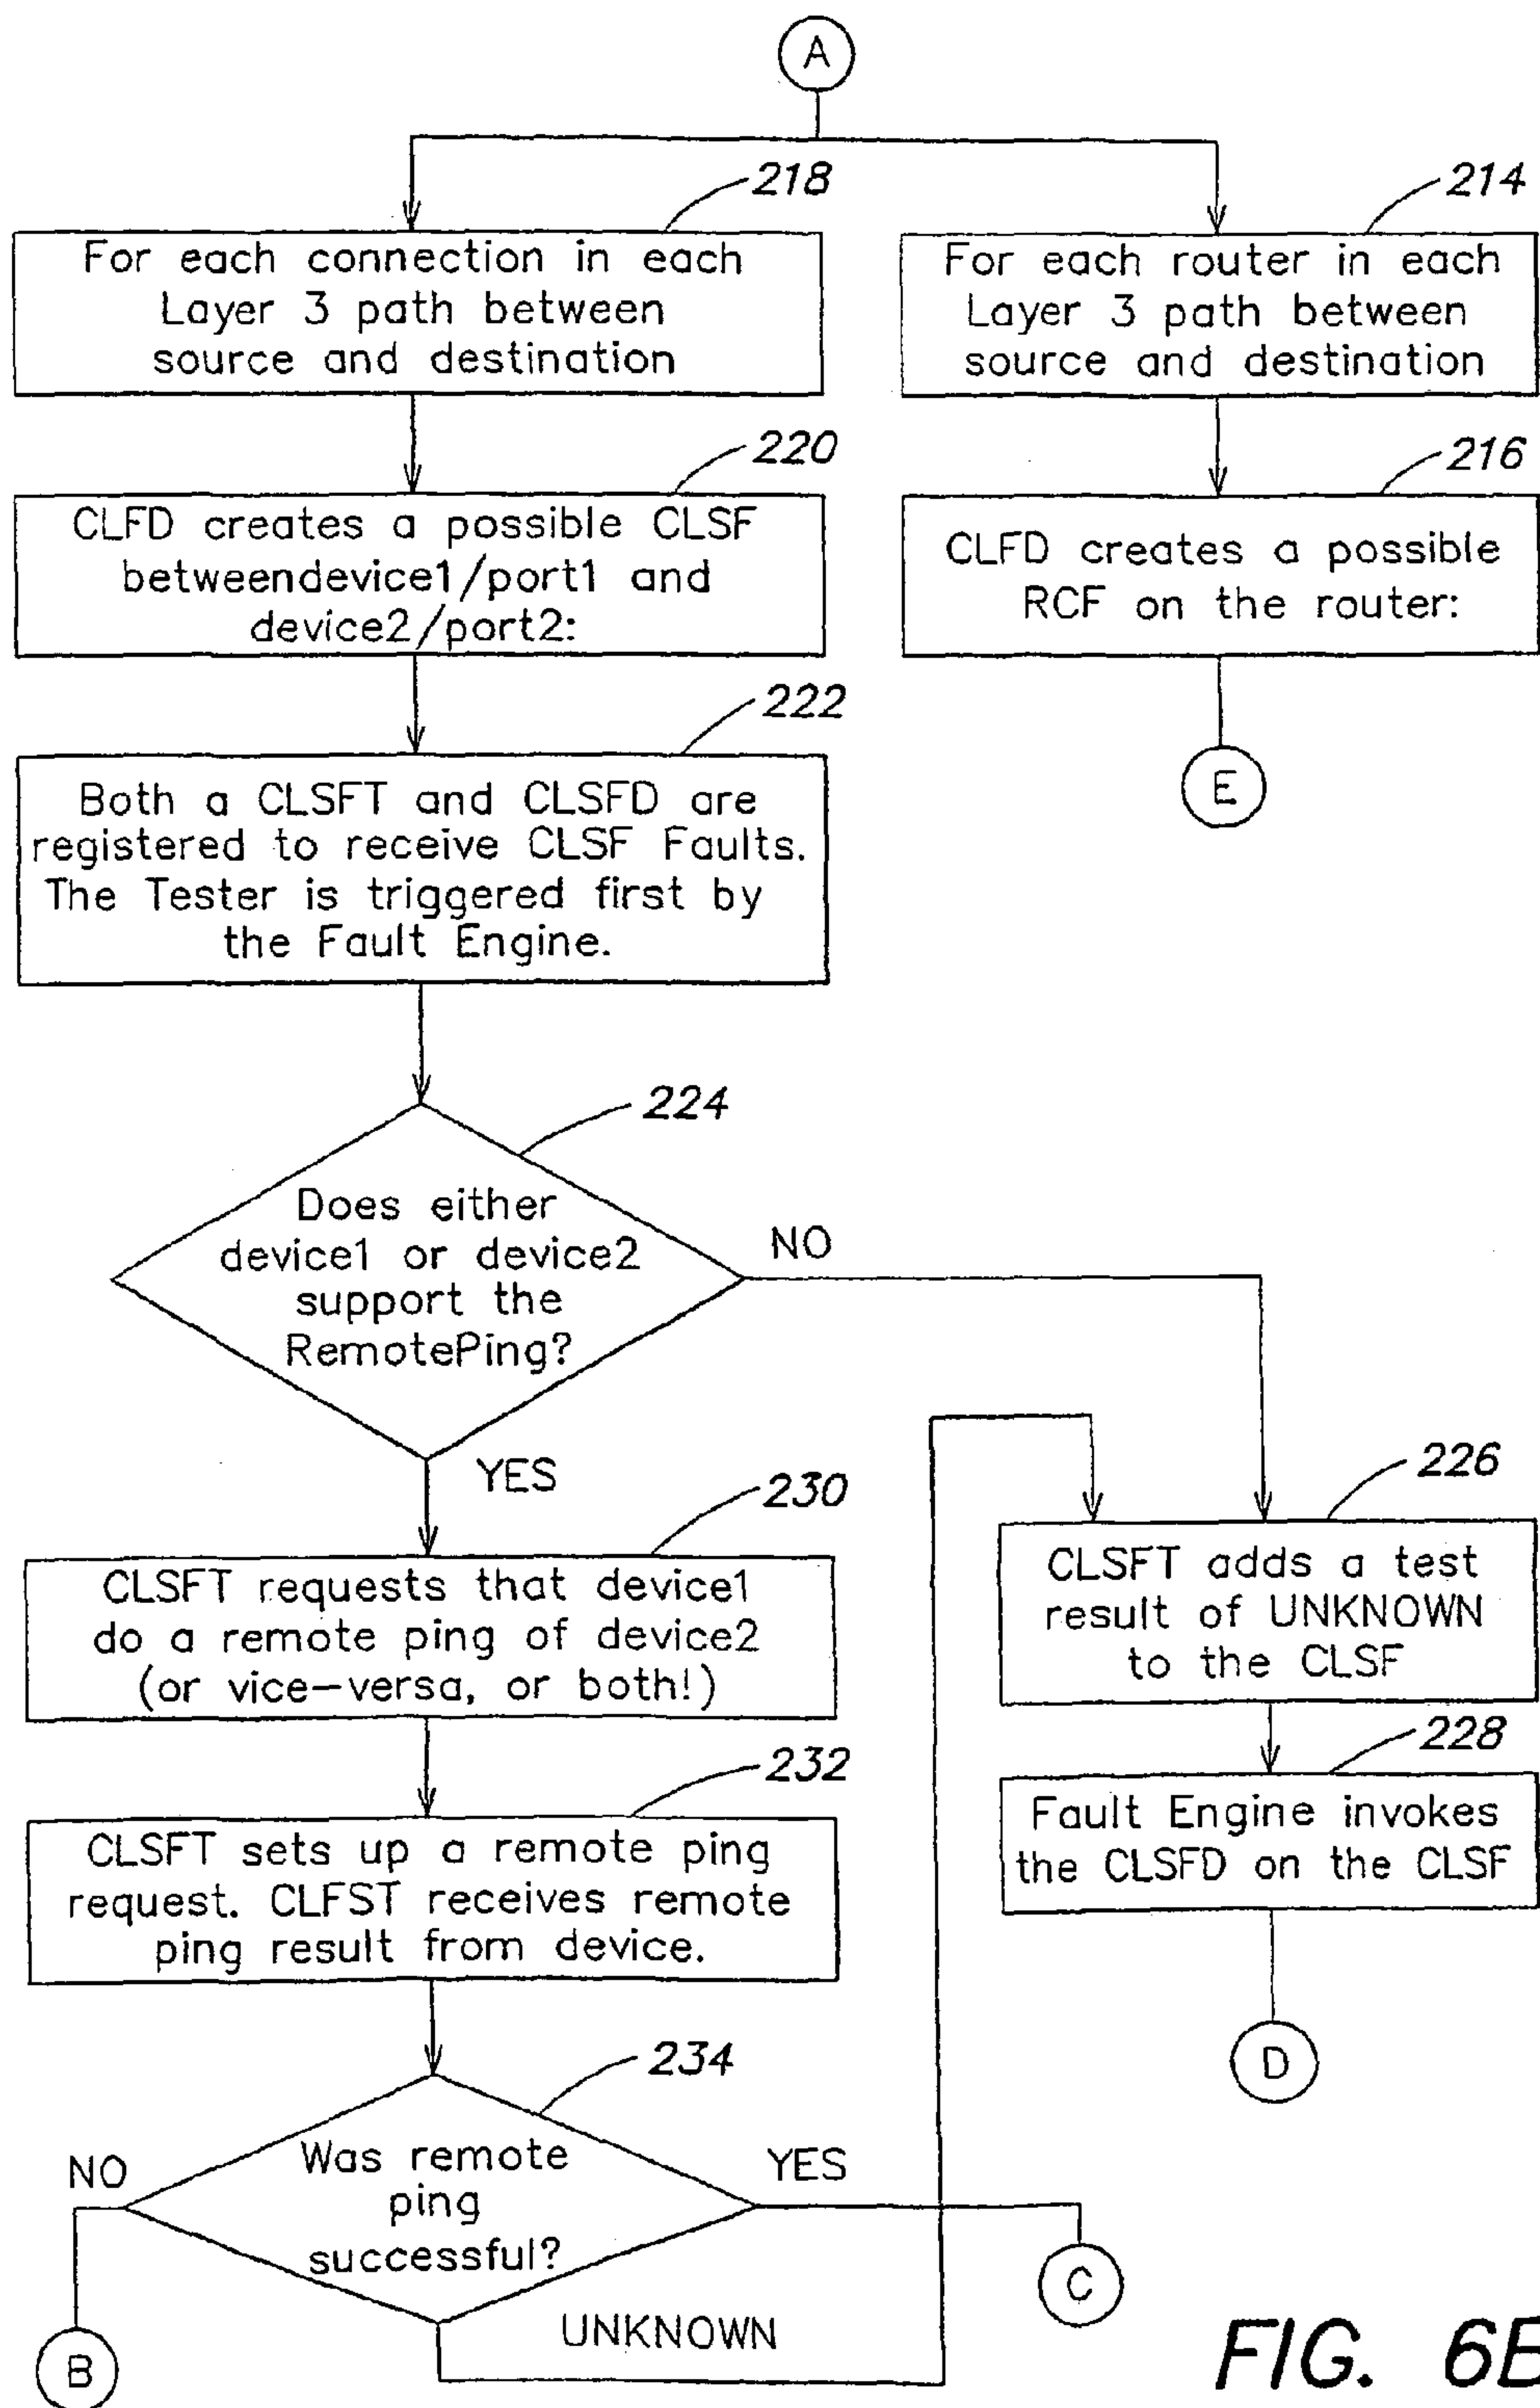 A
218
For each connection in each
Layer 3 path between
source and destination
214
For each router in each
Layer 3 path between
source and destination
220
CLFD creates a possible CLSF
betweendevice1/port1 and
device2/port2:
216
CLFD creates a possible
RCF on the router:
E
222
Both a CLSFT and CLSFD are
registered to receive CLSF Faults.
The Tester is triggered first by
the Fault Engine.
224
Does either
device1 or device2
support the
RemotePing?
NO
YES
226
CLSFT adds a test
result of UNKNOWN
to the CLSF
228
Fault Engine invokes
the CLSFD on the CLSF
D
230
CLSFT requests that device1
do a remote ping of device2
(or vice-versa, or both!)
232
CLSFT sets up a remote ping
request. CLFST receives remote
ping result from device.
234
Was remote
ping
successful?
NO
YES
UNKNOWN
B
C
FIG. 6B